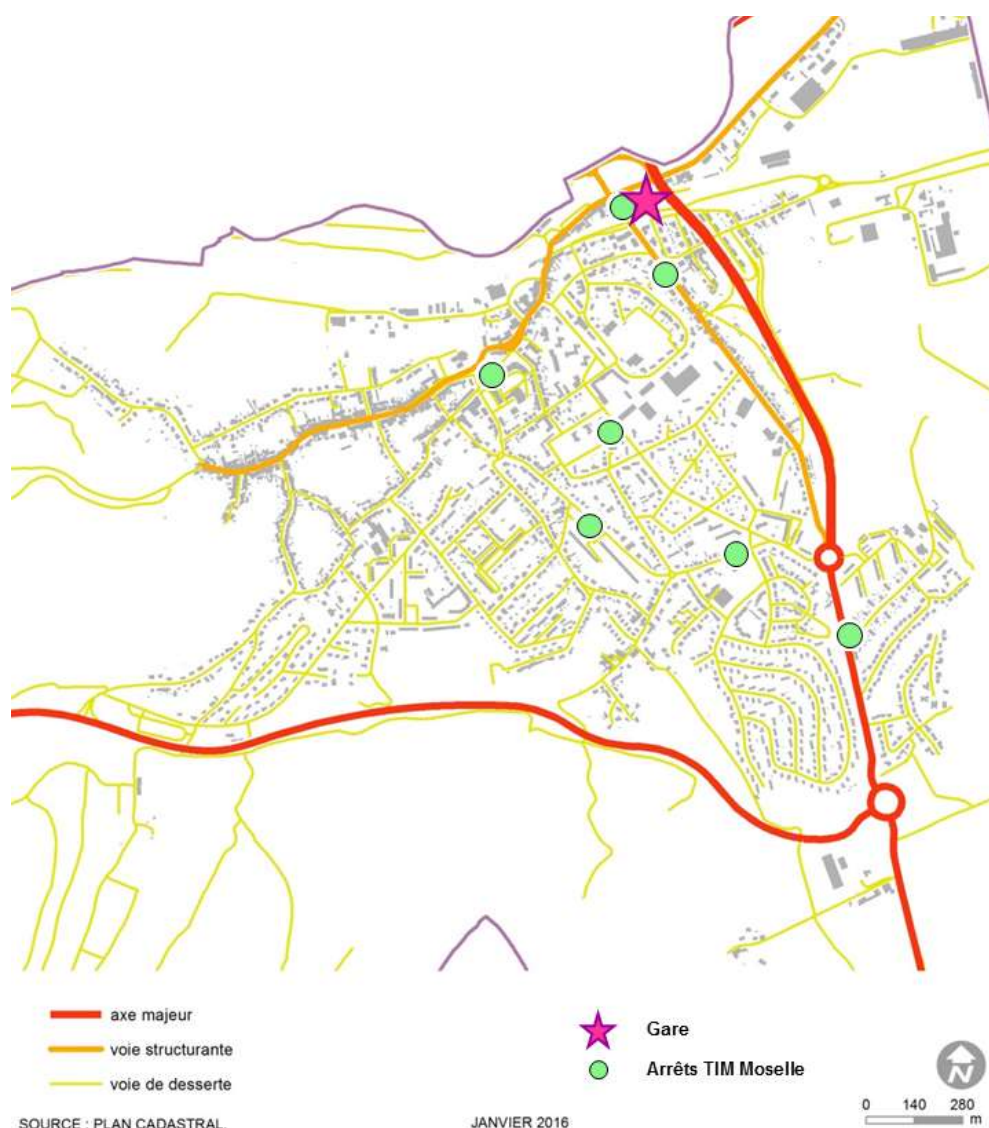 axe majeur
voie structurante
voie de desserte
Gare
Arrêts TIM Moselle
N
0 140 280
m
SOURCE : PLAN CADASTRAL.
JANVIER 2016